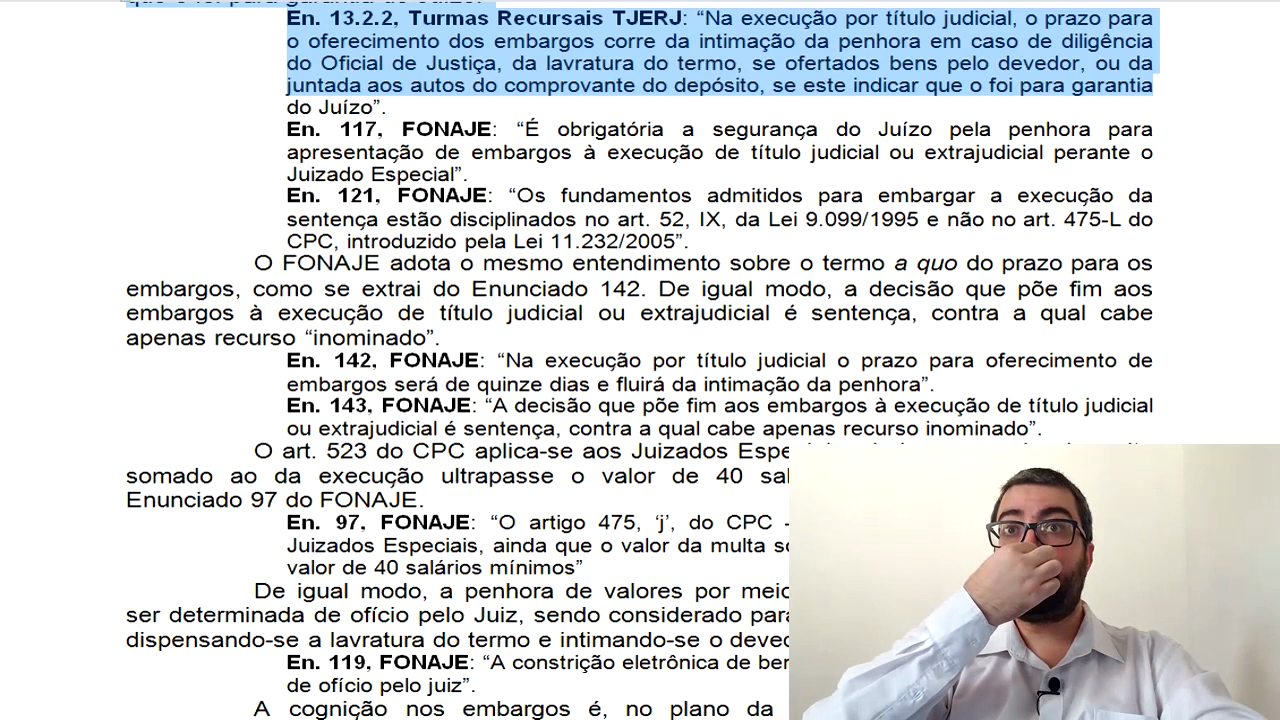 que o foi para garantia do Juízo.
En. 13.2.2, Turmas Recursais TJERJ: “Na execução por título judicial, o prazo para
o oferecimento dos embargos corre da intimação da penhora em caso de diligência
do Oficial de Justiça, da lavratura do termo, se ofertados bens pelo devedor, ou da
juntada aos autos do comprovante do depósito, se este indicar que o foi para garantia
do Juízo”.
En. 117, FONAJE: “É obrigatória a segurança do Juízo pela penhora para
apresentação de embargos à execução de título judicial ou extrajudicial perante o
Juizado Especial”.
En. 121, FONAJE: “Os fundamentos admitidos para embargar a execução da
sentença estão disciplinados no art. 52, IX, da Lei 9.099/1995 e não no art. 475-L do
CPC, introduzido pela Lei 11.232/2005”.
O FONAJE adota o mesmo entendimento sobre o termo a quo do prazo para os
embargos, como se extrai do Enunciado 142. De igual modo, a decisão que põe fim aos
embargos à execução de título judicial ou extrajudicial é sentença, contra a qual cabe
apenas recurso “inominado”.
En. 142, FONAJE: “Na execução por título judicial o prazo para oferecimento de
embargos será de quinze dias e fluirá da intimação da penhora”.
En. 143, FONAJE: “A decisão que põe fim aos embargos à execução de título judicial
ou extrajudicial é sentença, contra a qual cabe apenas recurso inominado”.
O art. 523 do CPC aplica-se aos Juizados
somado ao da execução ultrapasse o valor de 40
Enunciado 97 do FONAJE.
En. 97, FONAJE: “O artigo 475, ‘j’, do CPC -
Juizados Especiais, ainda que o valor da multa
valor de 40 salários mínimos”
De igual modo, a penhora de valores por
ser determinada de ofício pelo Juiz, sendo considerado
dispensando-se a lavratura do termo e intimando-se o
En. 119, FONAJE: “A constrição eletrônica de
de ofício pelo juiz”.
A cognição nos embargos é, no plano da